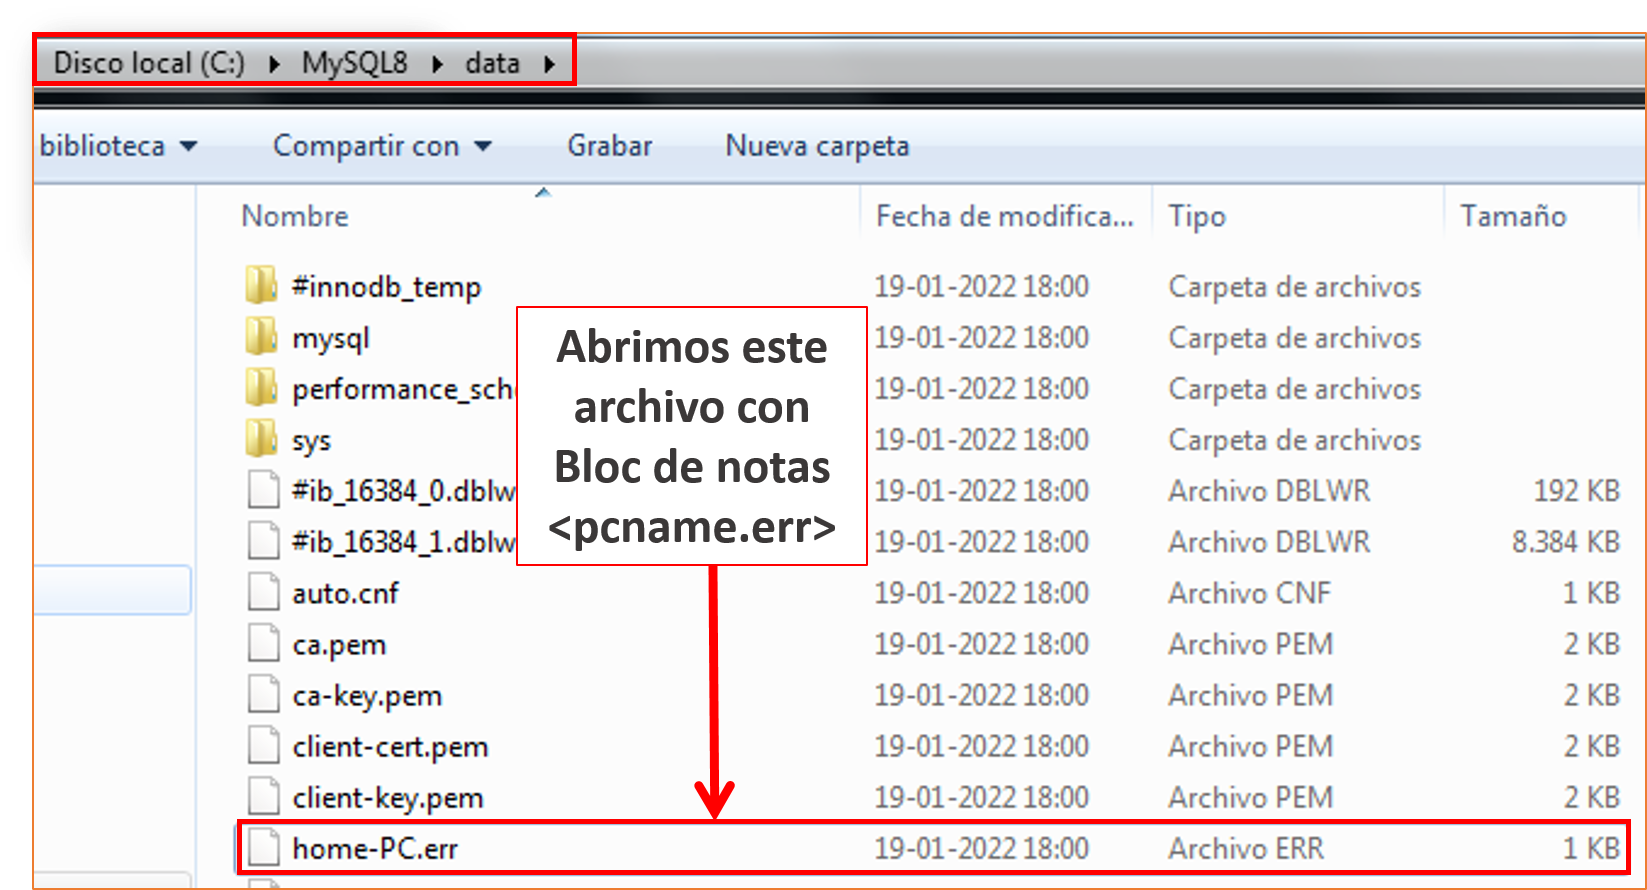 Disco local (C:) ▸ MySQL8 ▸ data ▸
biblioteca ▾ Compartir con ▾ Grabar Nueva carpeta
Nombre Fecha de modifica... Tipo Tamaño
#innodb_temp 19-01-2022 18:00 Carpeta de archivos
mysql 19-01-2022 18:00 Carpeta de archivos
performance_sch 19-01-2022 18:00 Carpeta de archivos
sys 19-01-2022 18:00 Carpeta de archivos
#ib_16384_0.dblw 19-01-2022 18:00 Archivo DBLWR 192 KB
#ib_16384_1.dblw 19-01-2022 18:00 Archivo DBLWR 8.384 KB
auto.cnf 19-01-2022 18:00 Archivo CNF 1 KB
ca.pem 19-01-2022 18:00 Archivo PEM 2 KB
ca-key.pem 19-01-2022 18:00 Archivo PEM 2 KB
client-cert.pem 19-01-2022 18:00 Archivo PEM 2 KB
client-key.pem 19-01-2022 18:00 Archivo PEM 2 KB
home-PC.err 19-01-2022 18:00 Archivo ERR 1 KB
Abrimos este
archivo con
Bloc de notas
<pcname.err>